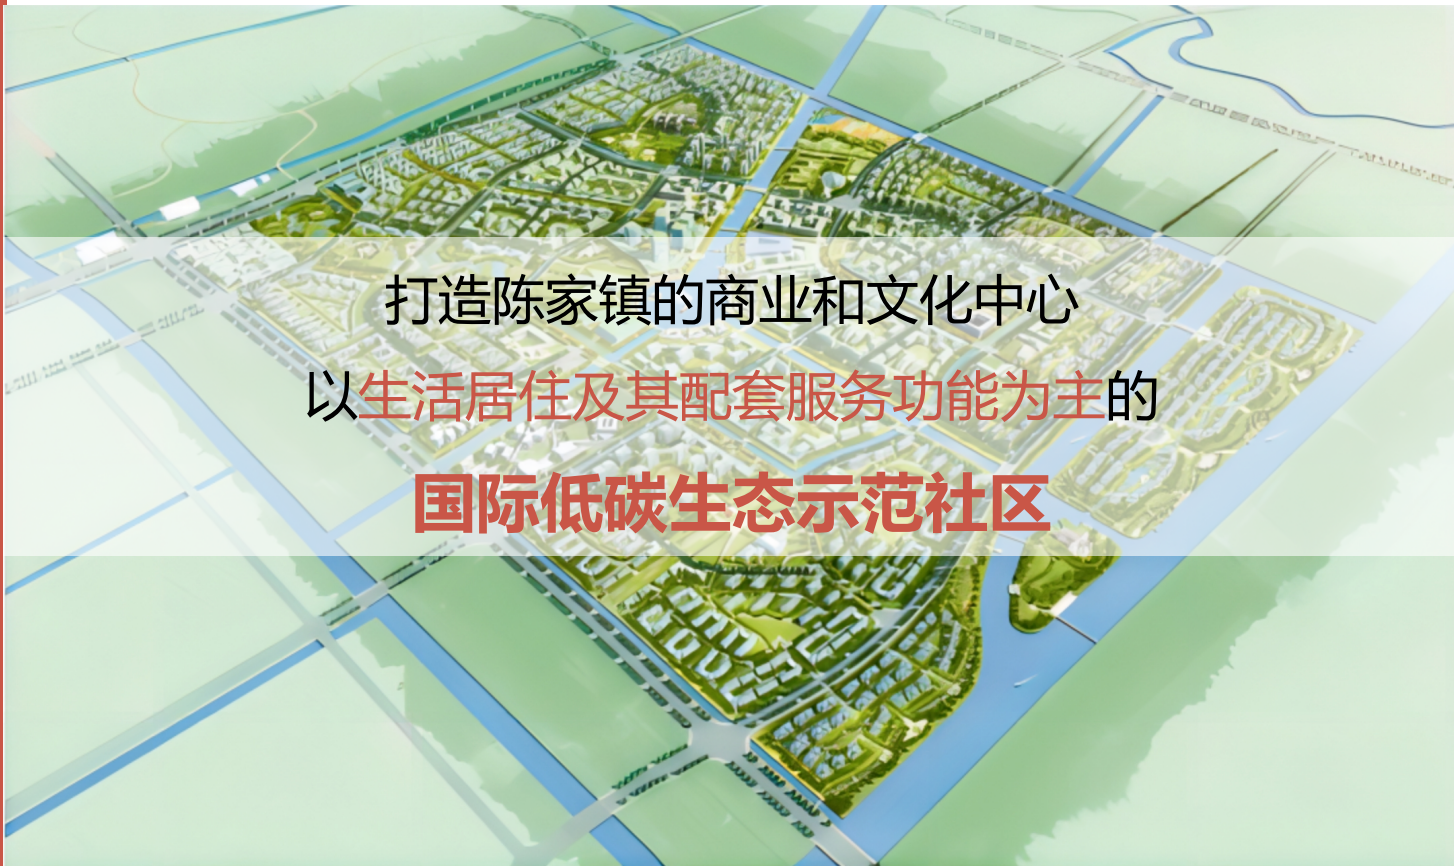 打造陈家镇的商业和文化中心
以生活居住及其配套服务功能为主的
国际低碳生态示范社区